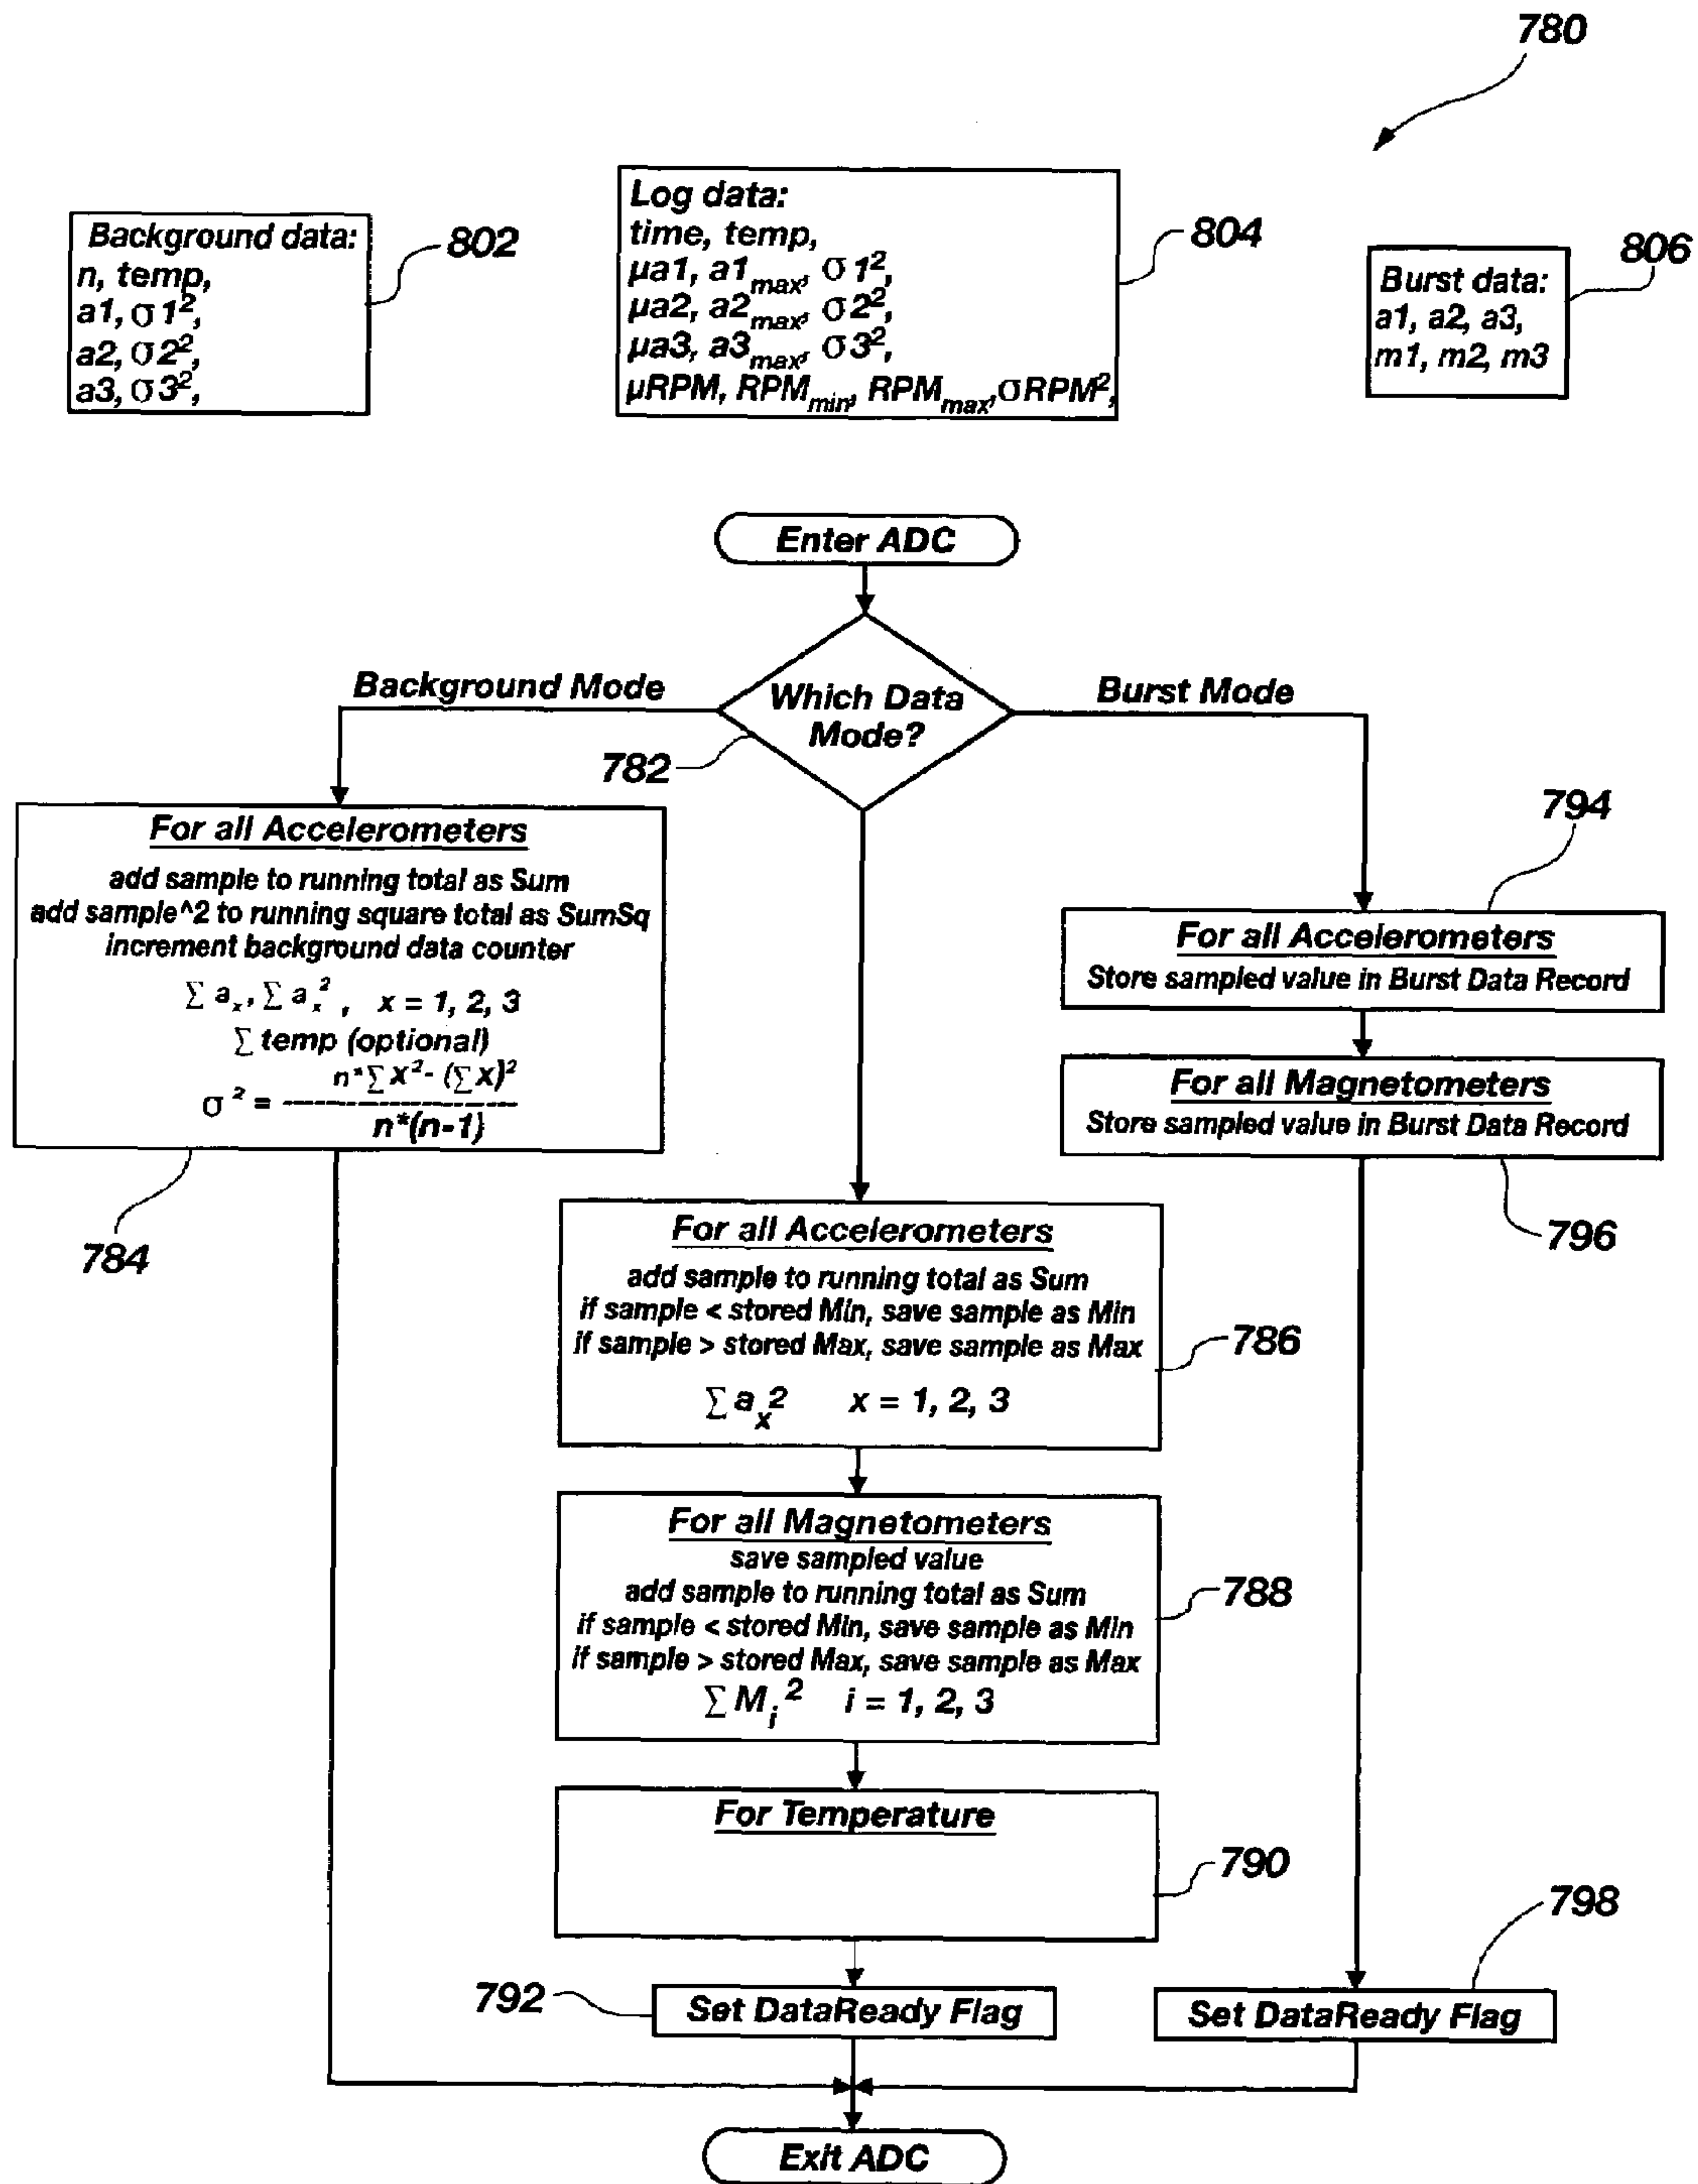 780
Background data:
n, temp,
a1, σ1²,
a2, σ2²,
a3, σ3²,
802
Log data:
time, temp,
μa1, a1max, σ1²,
μa2, a2max, σ2²,
μa3, a3max, σ3²,
μRPM, RPMmin, RPMmax, σRPM²,
804
806
Burst data:
a1, a2, a3,
m1, m2, m3
Enter ADC
Which Data
Mode?
782
Background Mode
Burst Mode
For all Accelerometers
add sample to running total as Sum
add sample^2 to running square total as SumSq
increment background data counter
∑ aₓ, ∑ aₓ², x = 1, 2, 3
∑ temp (optional)
σ² = n*∑X² - (∑X)²
n*(n-1)
784
794
For all Accelerometers
Store sampled value in Burst Data Record
For all Magnetometers
Store sampled value in Burst Data Record
796
For all Accelerometers
add sample to running total as Sum
if sample < stored Min, save sample as Min
if sample > stored Max, save sample as Max
∑ aₓ² x = 1, 2, 3
786
For all Magnetometers
save sampled value
add sample to running total as Sum
if sample < stored Min, save sample as Min
if sample > stored Max, save sample as Max
∑ Mᵢ² i = 1, 2, 3
788
For Temperature
790
792
Set DataReady Flag
798
Set DataReady Flag
Exit ADC